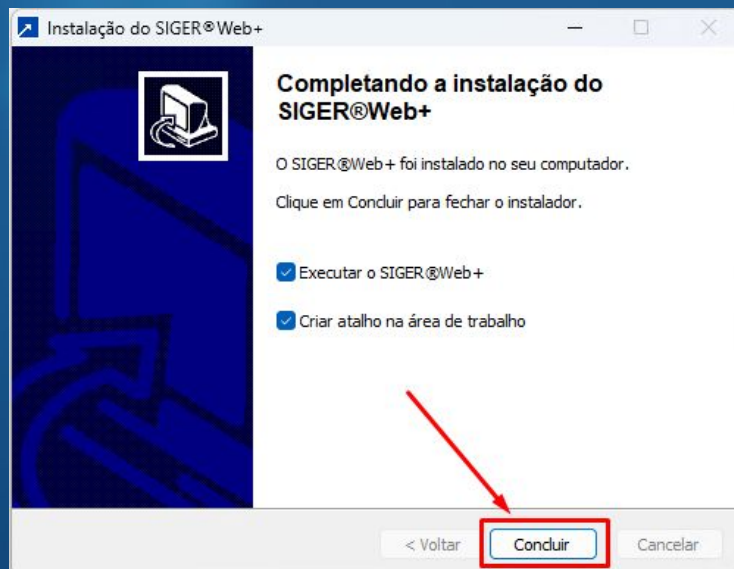 Instalação do SIGER®Web+
Completando a instalação do
SIGER®Web+
O SIGER®Web+ foi instalado no seu computador.
Clique em Concluir para fechar o instalador.
Executar o SIGER®Web+
Criar atalho na área de trabalho
< Voltar
Concluir
Cancelar